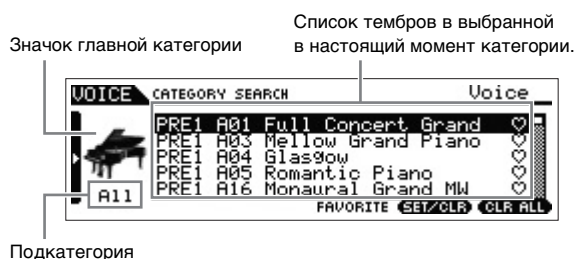 Список тембров в выбранной
в настоящий момент категории.
Значок главной категории
VOICE CATEGORY SEARCH Voice
PRE1 A01 Full Concert Grand ♡
PRE1 A03 Mellow Grand Piano ♡
PRE1 A04 Glasgow ♡
PRE1 A05 Romantic Piano ♡
PRE1 A16 Monaural Grand MW ♡
All
FAVORITE SET/CLR CLR ALL
Подкатегория